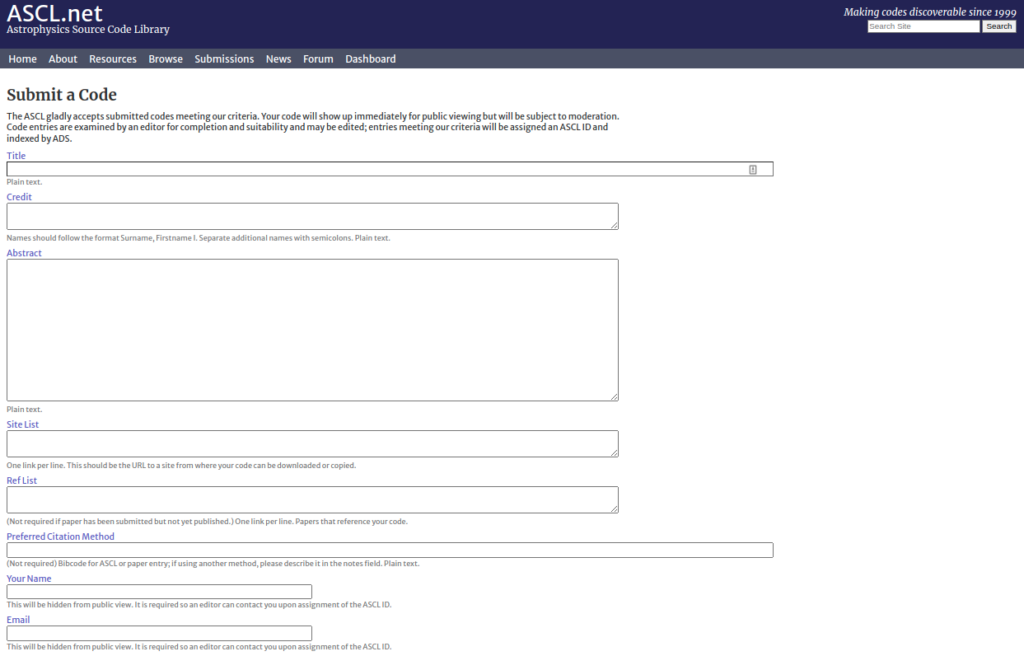 ASCL.net
Astrophysics Source Code Library
Making codes discoverable since 1999
Search Site
Search
Home About Resources Browse Submissions News Forum Dashboard
Submit a Code
The ASCL gladly accepts submitted codes meeting our criteria. Your code will show up immediately for public viewing but will be subject to moderation.
Code entries are examined by an editor for completion and suitability and may be edited; entries meeting our criteria will be assigned an ASCL ID and
indexed by ADS.
Title
Plain text.
Credit
Names should follow the format Surname, Firstname I. Separate additional names with semicolons. Plain text.
Abstract
Plain text.
Site List
One link per line. This should be the URL to a site from where your code can be downloaded or copied.
Ref List
(Not required if paper has been submitted but not yet published.) One link per line. Papers that reference your code.
Preferred Citation Method
(Not required) Bibcode for ASCL or paper entry; if using another method, please describe it in the notes field. Plain text.
Your Name
This will be hidden from public view. It is required so an editor can contact you upon assignment of the ASCL ID.
Email
This will be hidden from public view. It is required so an editor can contact you upon assignment of the ASCL ID.